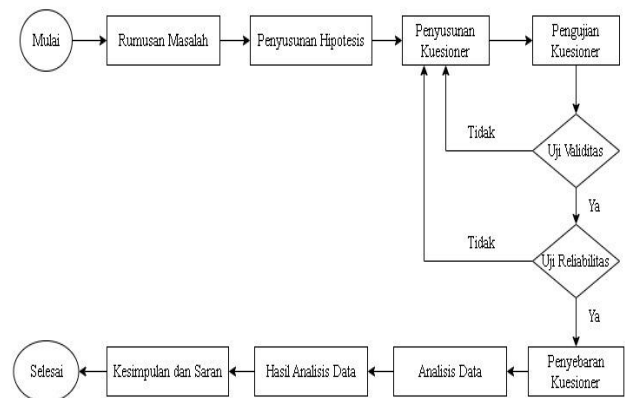 Mulai
Rumusan Masalah
Penyusunan Hipotesis
Penyusunan
Kuesioner
Pengujian
Kuesioner
Tidak
Uji Validitas
Ya
Tidak
Uji Reliabilitas
Ya
Selesai
Kesimpulan dan Saran
Hasil Analisis Data
Analisis Data
Penyebaran
Kuesioner